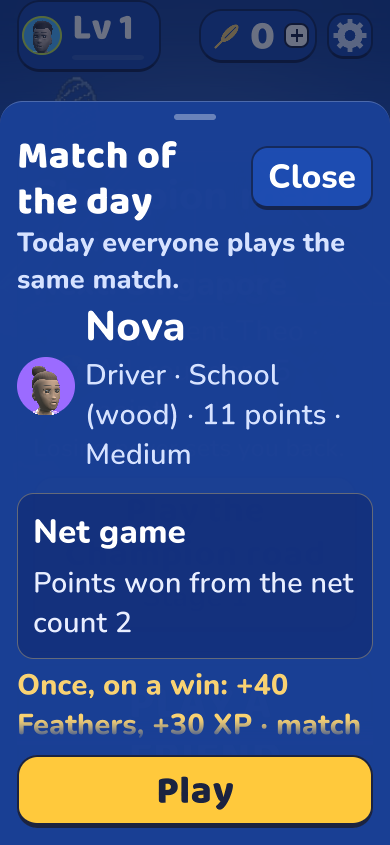 Lv 1
0
Match of
the day
Close
Today everyone plays the
same match.
Nova
Driver · School
(wood) · 11 points ·
Medium
Net game
Points won from the net
count 2
Once, on a win: +40
Feathers, +30 XP · match
Play